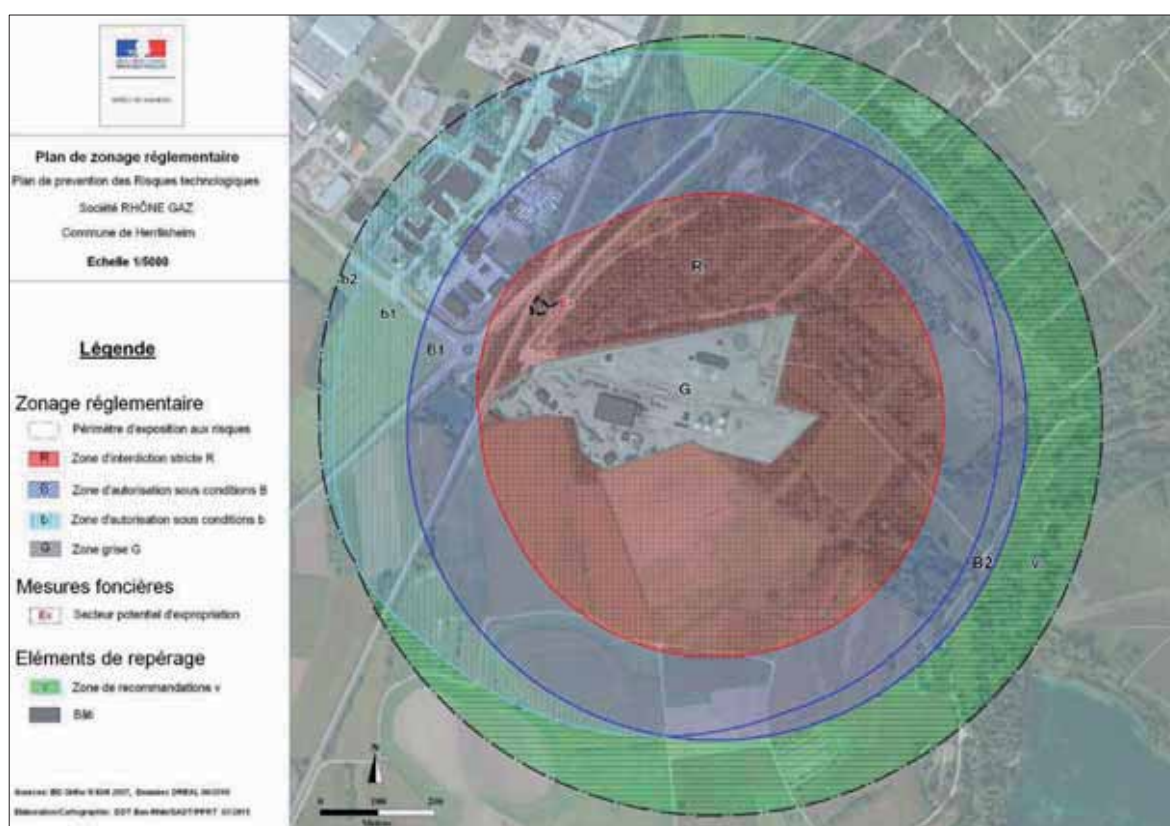 Plan de zonage réglementaire
Plan de prevention des Risques technologiques
Société RHÔNE GAZ
Commune de Herrlisheim
Echelle 1/5000
Légende
Zonage réglementaire
Périmètre d'exposition aux risques
R Zone d'interdiction stricte R
B Zone d'autorisation sous conditions B
b Zone d'autorisation sous conditions b
G Zone grise G
Mesures foncières
Ex Secteur potentiel d'expropriation
Eléments de repérage
v Zone de recommandations v
Bâti
N
0 100 200
Mètres
b2
b1
B1
R
G
B2
v